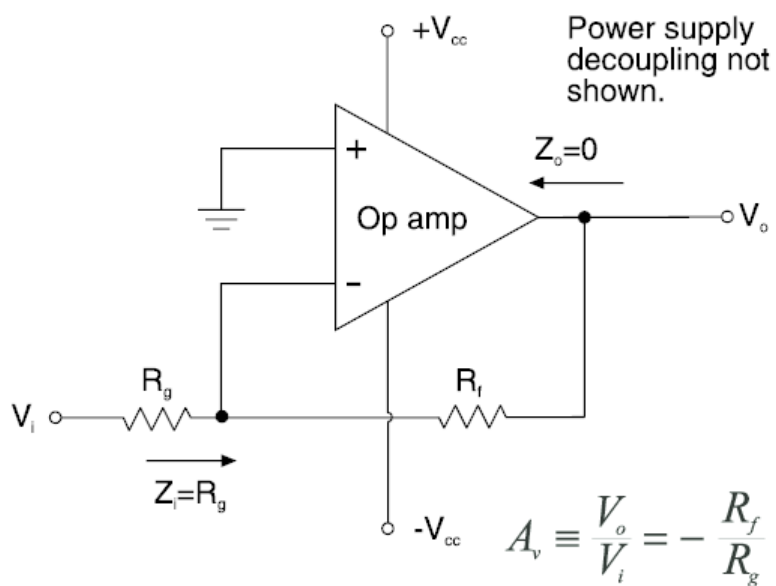 +Vcc
Power supply
decoupling not
shown.
Zo=0
+
Op amp
Vo
-
Rg
Rf
Vi
Zi=Rg
-Vcc
Av ≡ Vo/Vi = - Rf/Rg